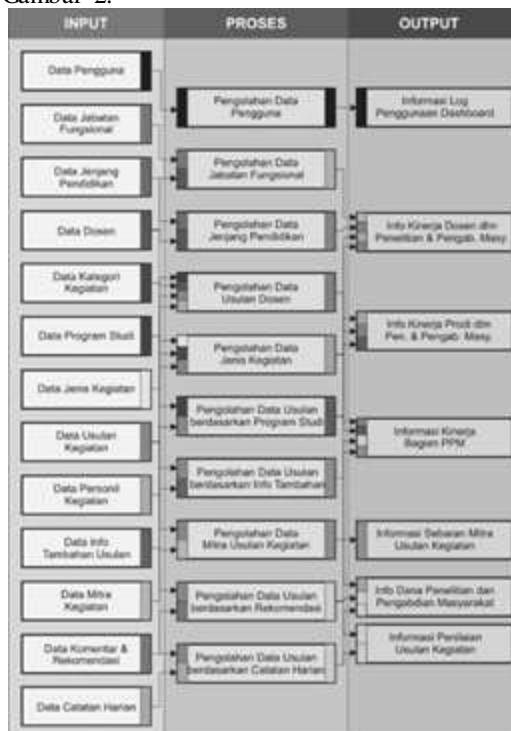 Gambar 2.
INPUT
PROSES
OUTPUT
Data Pengguna
Data Jabatan
Fungsional
Data Jenjang
Pendidikan
Data Dosen
Data Kategori
Kegiatan
Data Program Studi
Data Jenis Kegiatan
Data Usulan
Kegiatan
Data Personil
Kegiatan
Data Info
Tambahan Usulan
Data Mitra
Kegiatan
Data Komentar &
Rekomendasi
Data Catatan Harian
Pengolahan Data
Pengguna
Pengolahan Data
Jabatan Fungsional
Pengolahan Data
Jenjang Pendidikan
Pengolahan Data
Usulan Dosen
Pengolahan Data
Jenis Kegiatan
Pengolahan Data Usulan
berdasarkan Program Studi
Pengolahan Data Usulan
berdasarkan Info Tambahan
Pengolahan Data
Mitra Usulan Kegiatan
Pengolahan Data Usulan
berdasarkan Rekomendasi
Pengolahan Data Usulan
berdasarkan Catatan Harian
Informasi Log
Penggunaan Dashboard
Info Kinerja Dosen dlm
Penelitian & Pengab. Masy.
Info Kinerja Prodi dlm
Pen. & Pengab. Masy.
Informasi Kinerja
Bagian PPM
Informasi Sebaran Mitra
Usulan Kegiatan
Info Dana Penelitian dan
Pengabdian Masyarakat
Informasi Penilaian
Usulan Kegiatan